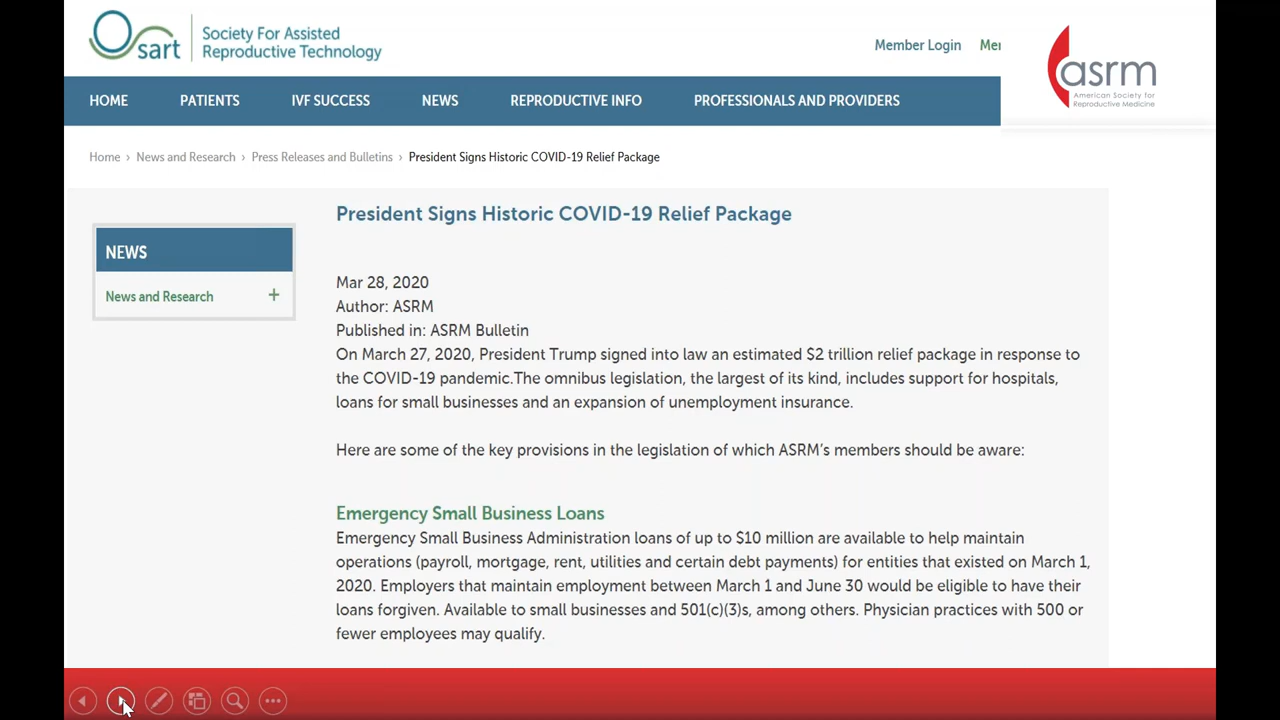 sart
Society For Assisted
Reproductive Technology
Member Login Mer
asrm
American Society for
Reproductive Medicine
HOME PATIENTS IVF SUCCESS NEWS REPRODUCTIVE INFO PROFESSIONALS AND PROVIDERS
Home › News and Research › Press Releases and Bulletins › President Signs Historic COVID-19 Relief Package
NEWS
News and Research +
President Signs Historic COVID-19 Relief Package
Mar 28, 2020
Author: ASRM
Published in: ASRM Bulletin
On March 27, 2020, President Trump signed into law an estimated $2 trillion relief package in response to
the COVID-19 pandemic.The omnibus legislation, the largest of its kind, includes support for hospitals,
loans for small businesses and an expansion of unemployment insurance.
Here are some of the key provisions in the legislation of which ASRM's members should be aware:
Emergency Small Business Loans
Emergency Small Business Administration loans of up to $10 million are available to help maintain
operations (payroll, mortgage, rent, utilities and certain debt payments) for entities that existed on March 1,
2020. Employers that maintain employment between March 1 and June 30 would be eligible to have their
loans forgiven. Available to small businesses and 501(c)(3)s, among others. Physician practices with 500 or
fewer employees may qualify.